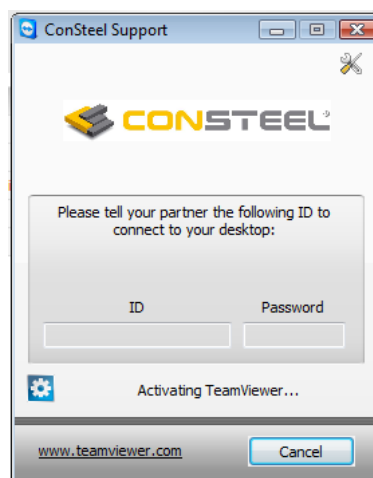 ConSteel Support
CONSTEEL
Please tell your partner the following ID to
connect to your desktop:
ID Password
Activating TeamViewer...
www.teamviewer.com Cancel